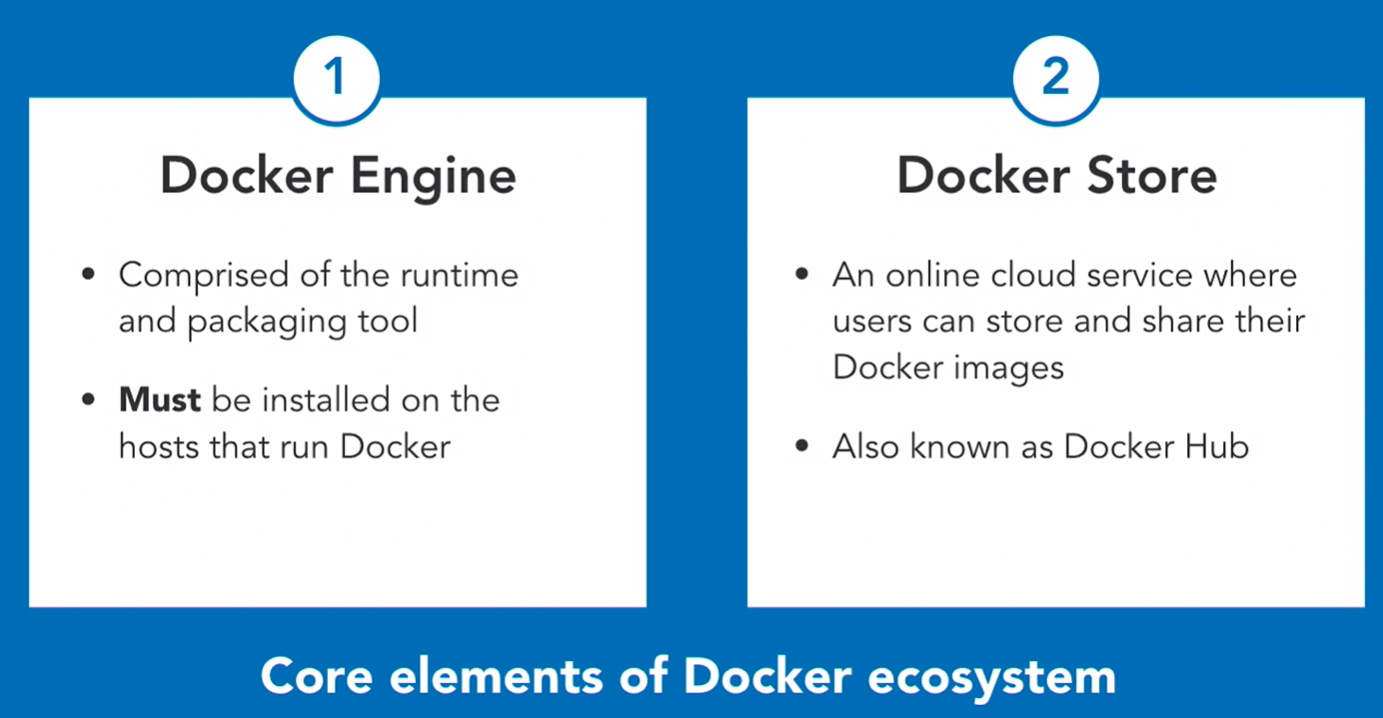 1
Docker Engine
• Comprised of the runtime
and packaging tool
• Must be installed on the
hosts that run Docker
2
Docker Store
• An online cloud service where
users can store and share their
Docker images
• Also known as Docker Hub
Core elements of Docker ecosystem